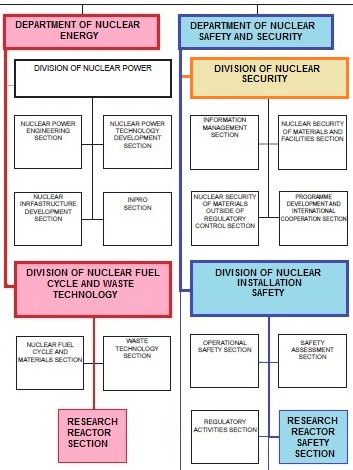 DEPARTMENT OF NUCLEAR
ENERGY
DEPARTMENT OF NUCLEAR
SAFETY AND SECURITY
DIVISION OF NUCLEAR POWER
DIVISION OF NUCLEAR
SECURITY
NUCLEAR POWER
ENGINEERING
SECTION
NUCLEAR POWER
TECHNOLOGY
DEVELOPMENT
SECTION
INFORMATION
MANAGEMENT
SECTION
NUCLEAR SECURITY
OF MATERIALS AND
FACILITIES SECTION
NUCLEAR
INRFASTRUCTURE
DEVELOPMENT
SECTION
INPRO
SECTION
NUCLEAR SECURITY
OF MATERIALS
OUTSIDE OF
REGULATORY
CONTROL SECTION
PROGRAMME
DEVELOPMENT AND
INTERNATIONAL
COOPERATION SECTION
DIVISION OF NUCLEAR FUEL
CYCLE AND WASTE
TECHNOLOGY
DIVISION OF NUCLEAR
INSTALLATION
SAFETY
NUCLEAR FUEL
CYCLE AND
MATERIALS SECTION
WASTE
TECHNOLOGY
SECTION
OPERATIONAL
SAFETY SECTION
SAFETY
ASSESSMENT
SECTION
RESEARCH
REACTOR
SECTION
REGULATORY
ACTIVITIES SECTION
RESEARCH
REACTOR
SAFETY
SECTION